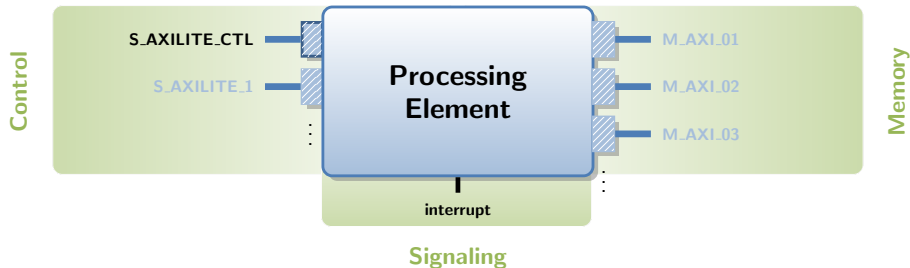 Control
S_AXILITE_CTL
S_AXILITE_1
⋮
Processing
Element
M_AXI_01
M_AXI_02
M_AXI_03
⋮
Memory
interrupt
Signaling